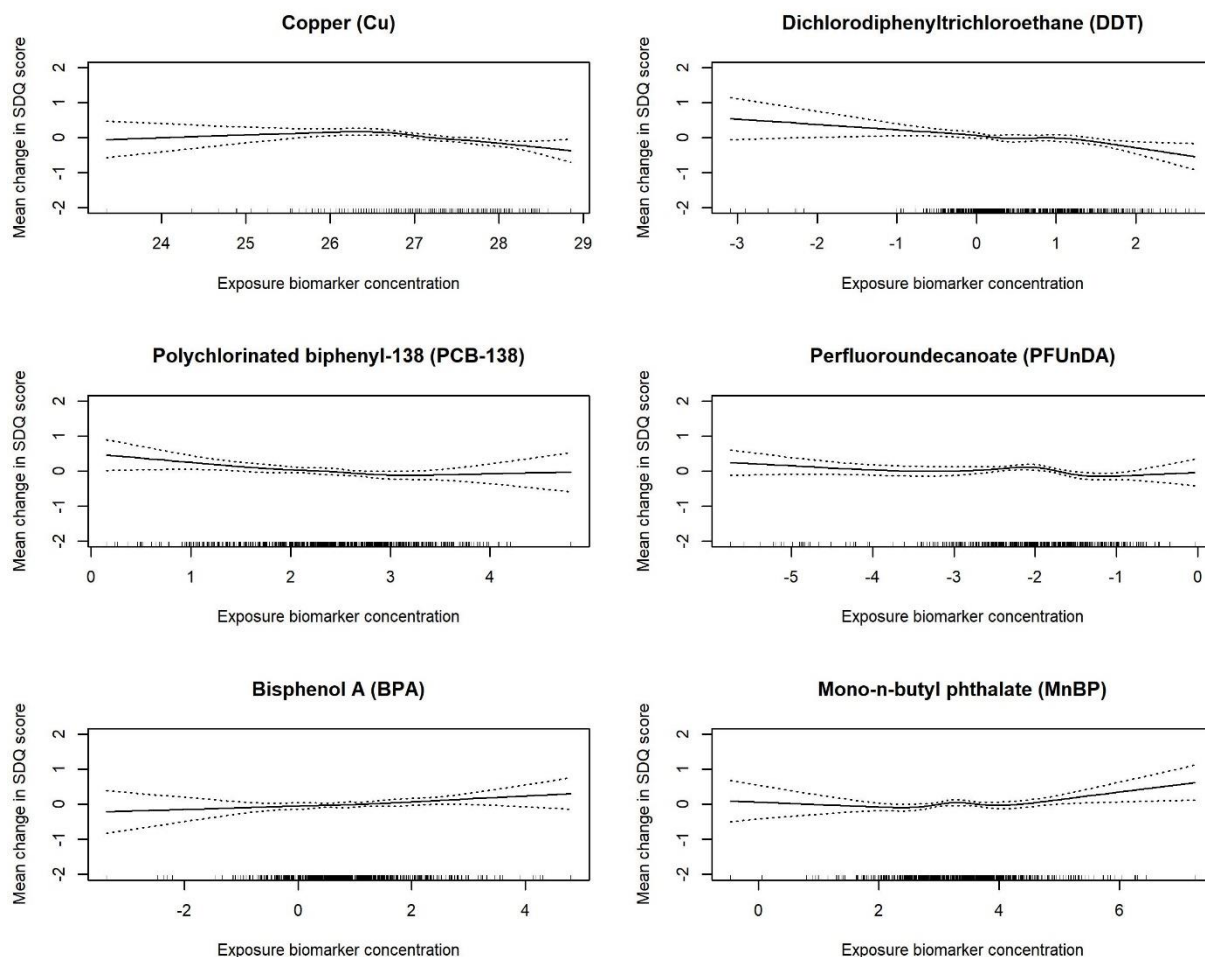 Copper (Cu)
Mean change in SDQ score
2
1
0
-1
-2
24 25 26 27 28 29
Exposure biomarker concentration
Dichlorodiphenyltrichloroethane (DDT)
Mean change in SDQ score
2
1
0
-1
-2
-3 -2 -1 0 1 2
Exposure biomarker concentration
Polychlorinated biphenyl-138 (PCB-138)
Mean change in SDQ score
2
1
0
-1
-2
0 1 2 3 4
Exposure biomarker concentration
Perfluoroundecanoate (PFUnDA)
Mean change in SDQ score
2
1
0
-1
-2
-5 -4 -3 -2 -1 0
Exposure biomarker concentration
Bisphenol A (BPA)
Mean change in SDQ score
2
1
0
-1
-2
-2 0 2 4
Exposure biomarker concentration
Mono-n-butyl phthalate (MnBP)
Mean change in SDQ score
2
1
0
-1
-2
0 2 4 6
Exposure biomarker concentration